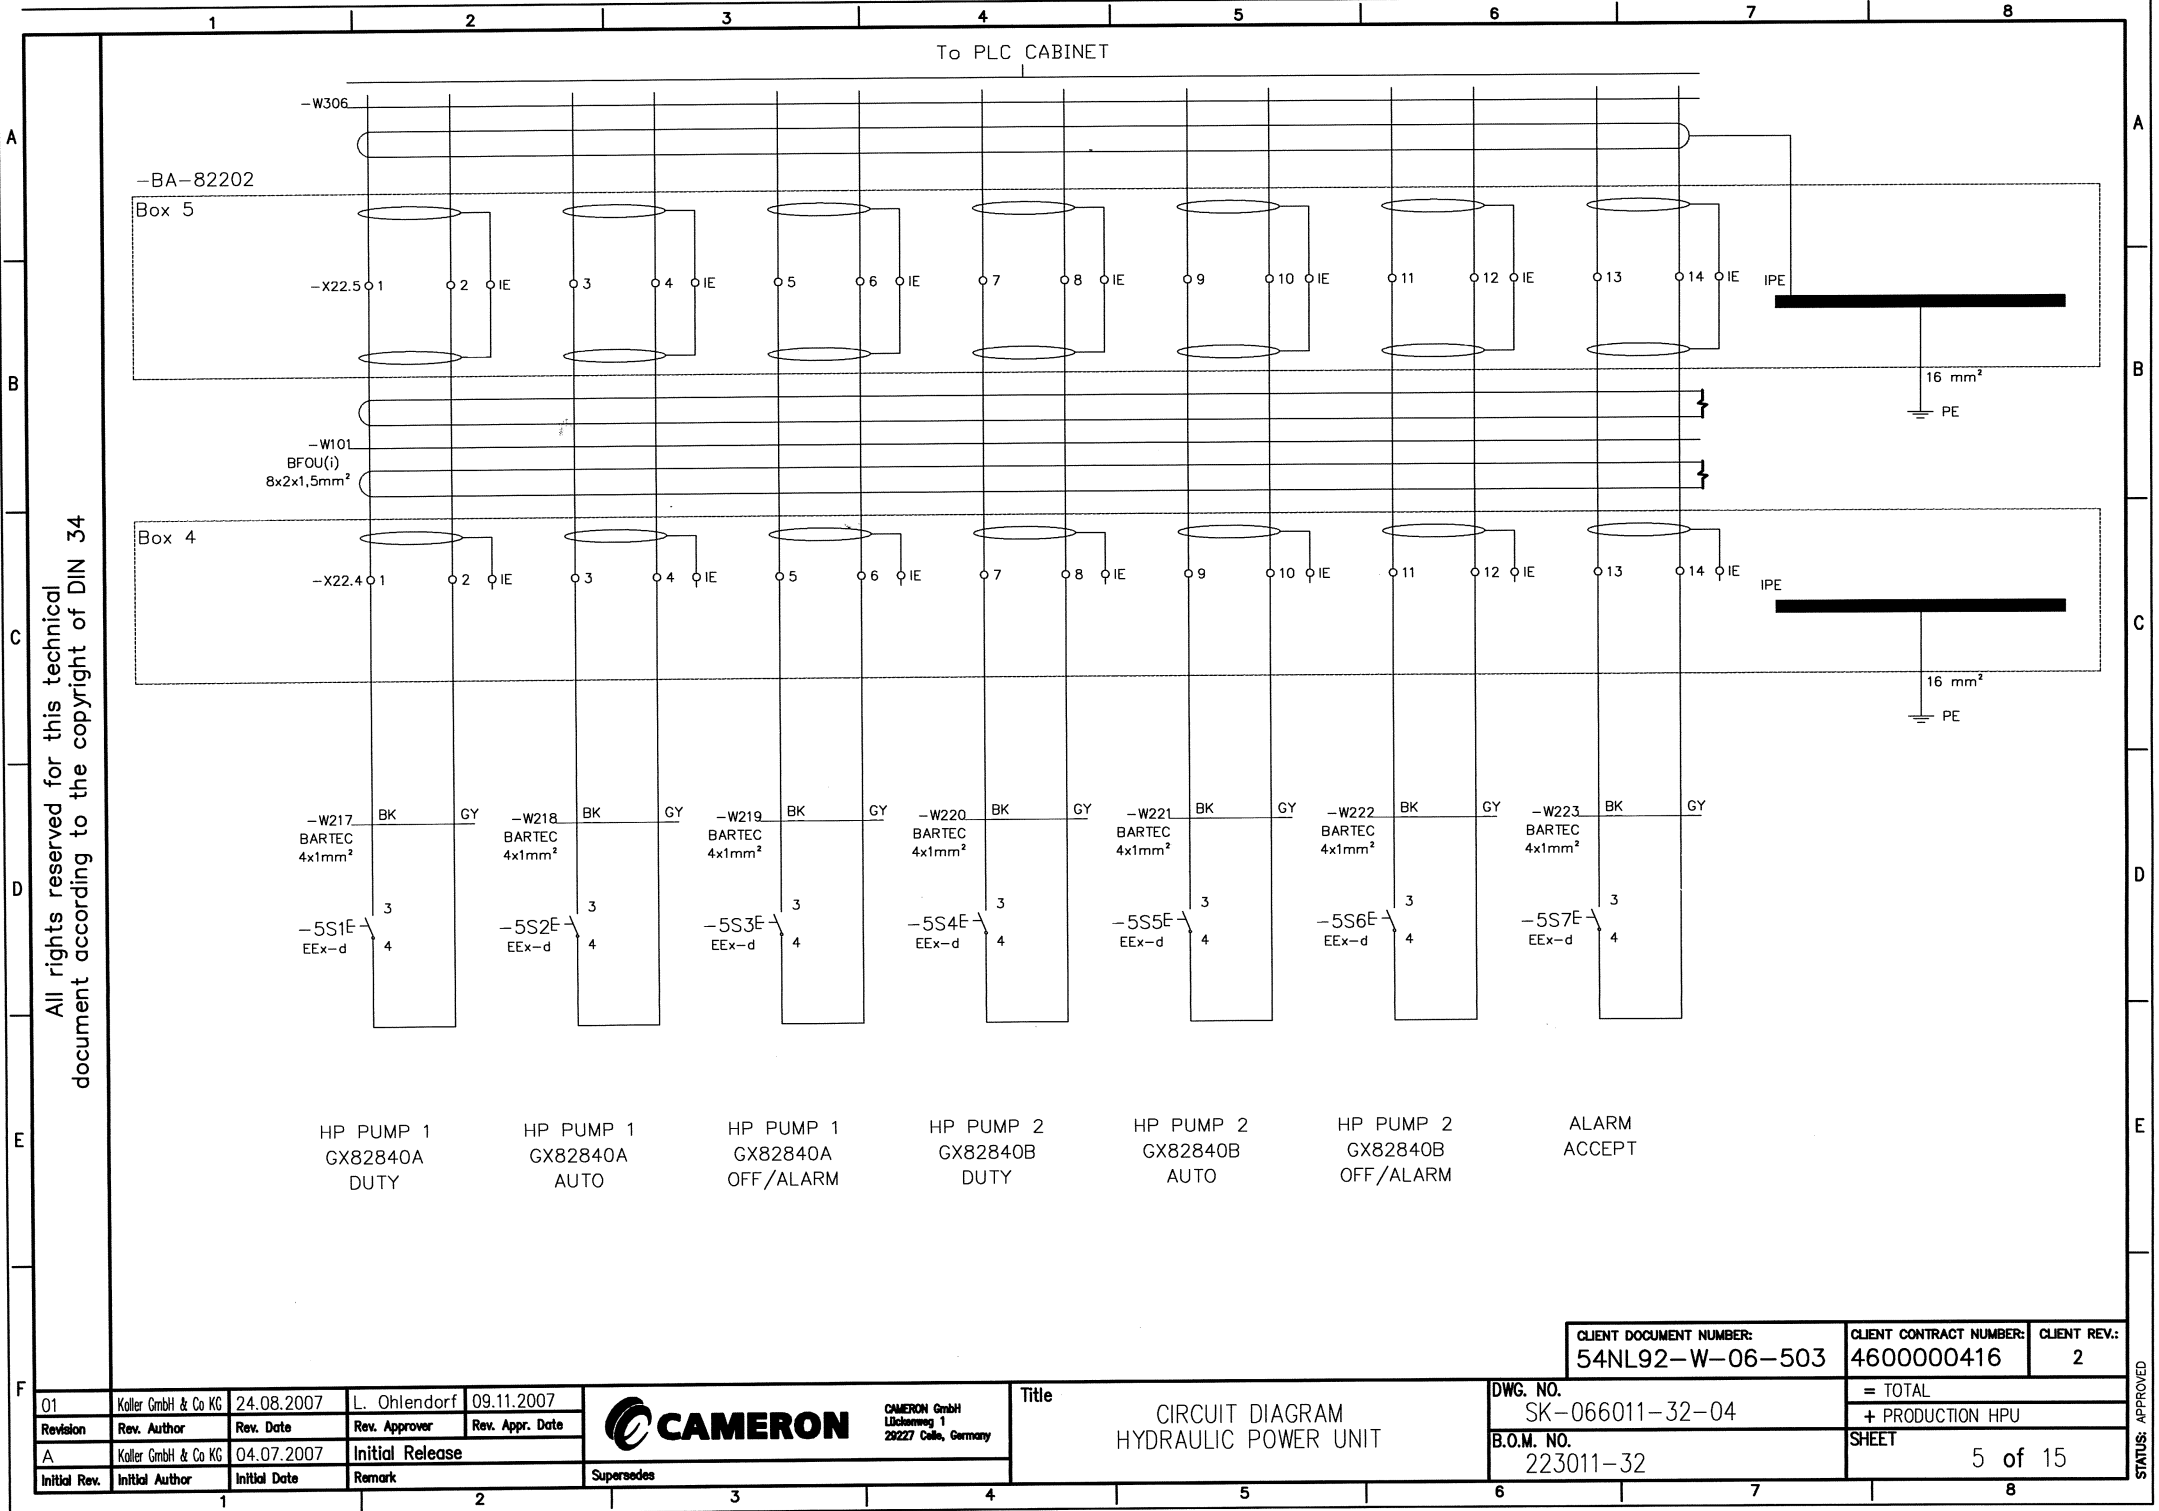 1 2 3 4 5 6 7 8
To PLC CABINET
-W306
A A
-BA-82202
Box 5
-X22.5 1 2 IE 3 4 IE 5 6 IE 7 8 IE 9 10 IE 11 12 IE 13 14 IE IPE
B B
16 mm²
PE
-W101
BFOU(i)
8x2x1,5mm²
Box 4
-X22.4 1 2 IE 3 4 IE 5 6 IE 7 8 IE 9 10 IE 11 12 IE 13 14 IE IPE
C C
16 mm²
PE
All rights reserved for this technical
document according to the copyright of DIN 34
-W217 BK GY -W218 BK GY -W219 BK GY -W220 BK GY -W221 BK GY -W222 BK GY -W223 BK GY
BARTEC BARTEC BARTEC BARTEC BARTEC BARTEC BARTEC
4x1mm² 4x1mm² 4x1mm² 4x1mm² 4x1mm² 4x1mm² 4x1mm²
D D
3 3 3 3 3 3 3
-5S1 -5S2 -5S3 -5S4 -5S5 -5S6 -5S7
EEx-d EEx-d EEx-d EEx-d EEx-d EEx-d EEx-d
4 4 4 4 4 4 4
E E
HP PUMP 1
GX82840A
DUTY
HP PUMP 1
GX82840A
AUTO
HP PUMP 1
GX82840A
OFF/ALARM
HP PUMP 2
GX82840B
DUTY
HP PUMP 2
GX82840B
AUTO
HP PUMP 2
GX82840B
OFF/ALARM
ALARM
ACCEPT
CLIENT DOCUMENT NUMBER:
54NL92-W-06-503
CLIENT CONTRACT NUMBER:
4600000416
CLIENT REV.:
2
F
01 Koller GmbH & Co KG 24.08.2007 L. Ohlendorf 09.11.2007
Revision Rev. Author Rev. Date Rev. Approver Rev. Appr. Date
A Koller GmbH & Co KG 04.07.2007 Initial Release
Initial Rev. Initial Author Initial Date Remark
CAMERON
CAMERON GmbH
Lückenweg 1
29227 Celle, Germany
Supersedes
Title
CIRCUIT DIAGRAM
HYDRAULIC POWER UNIT
DWG. NO.
SK-066011-32-04
B.O.M. NO.
223011-32
= TOTAL
+ PRODUCTION HPU
SHEET
5 of 15
STATUS: APPROVED
1 2 3 4 5 6 7 8